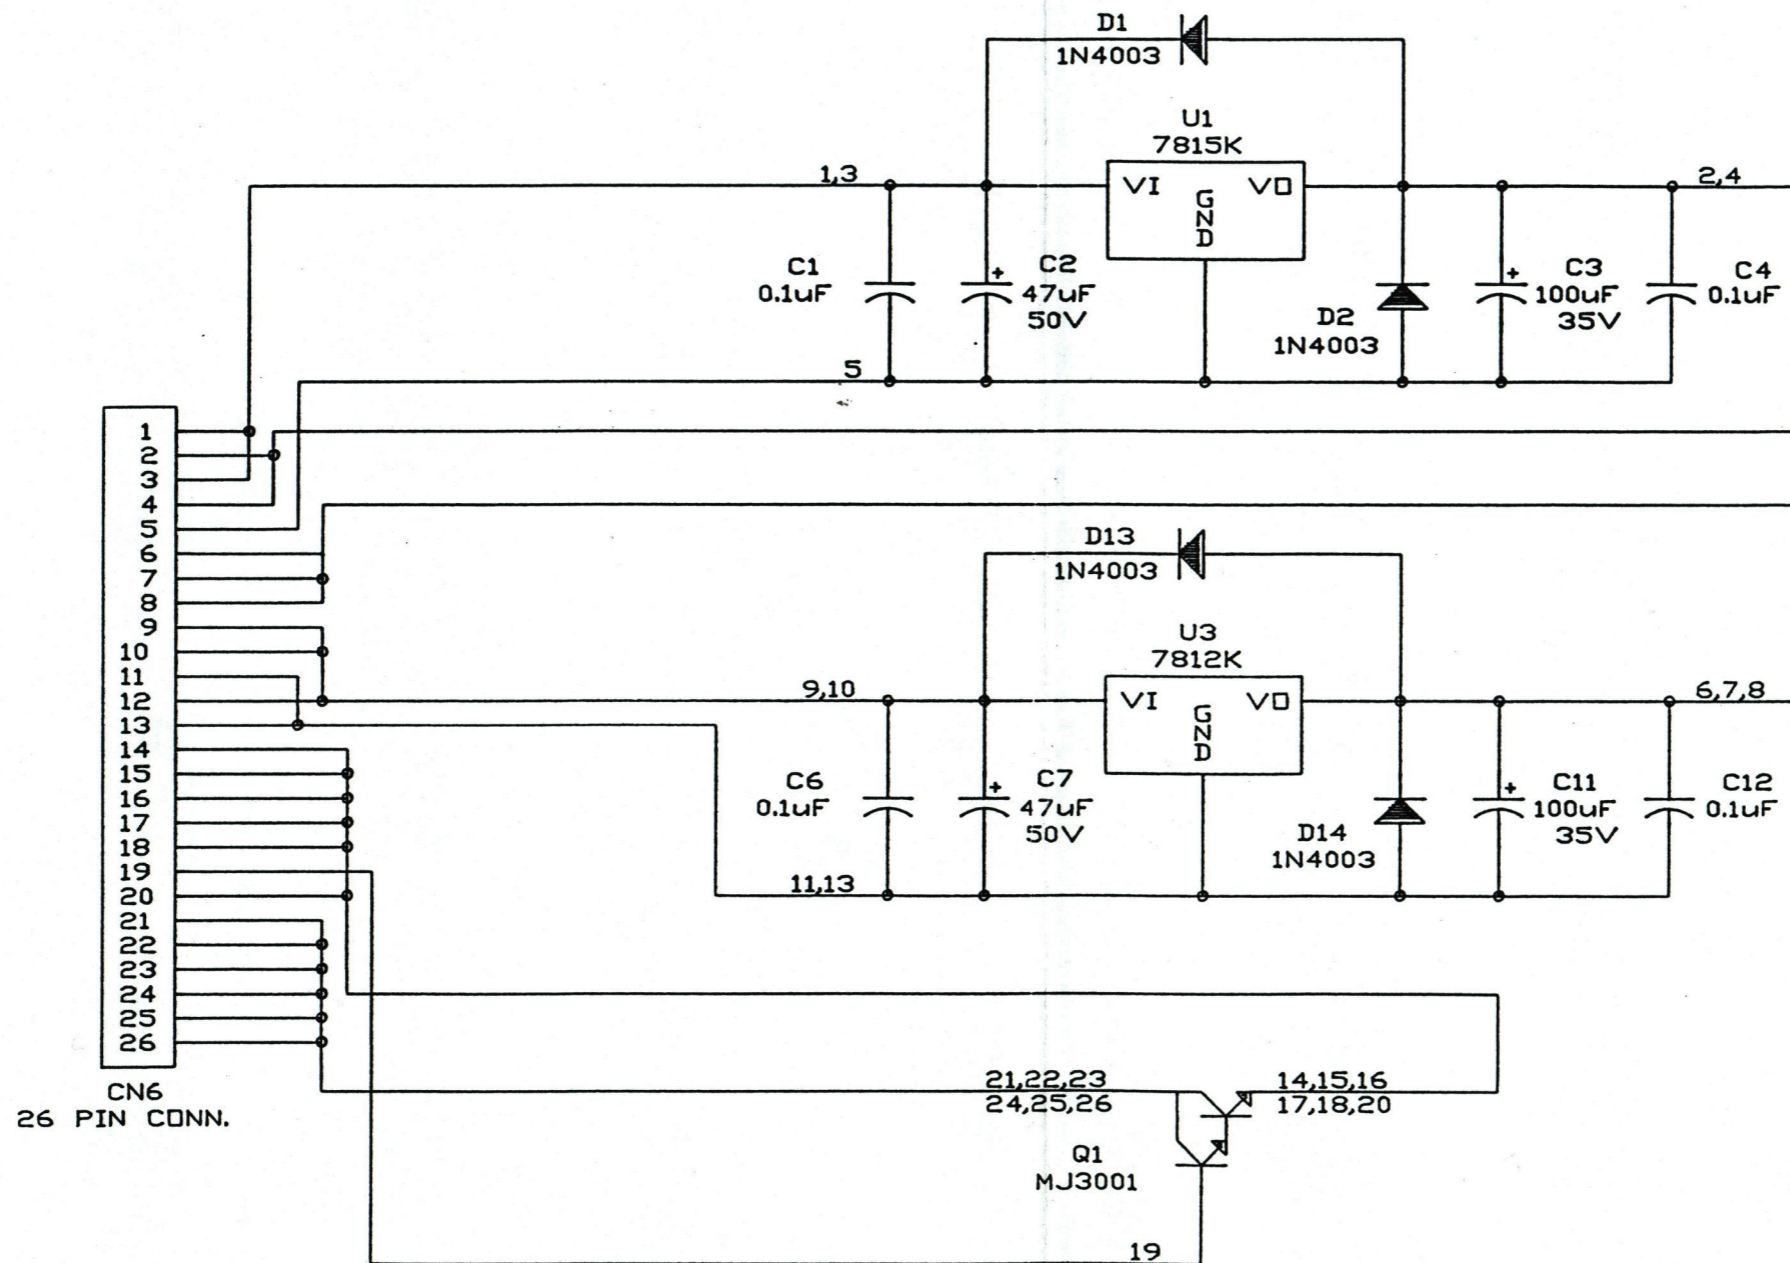 D1
1N4003
U1
7815K
1,3
VI
VO
GND
2,4
C1
0.1uF
+
C2
47uF
50V
D2
1N4003
+
C3
100uF
35V
C4
0.1uF
5
1
2
3
4
5
6
7
8
9
10
11
12
13
14
15
16
17
18
19
20
21
22
23
24
25
26
CN6
26 PIN CONN.
D13
1N4003
U3
7812K
9,10
VI
VO
GND
6,7,8
C6
0.1uF
+
C7
47uF
50V
D14
1N4003
+
C11
100uF
35V
C12
0.1uF
11,13
21,22,23
24,25,26
14,15,16
17,18,20
Q1
MJ3001
19